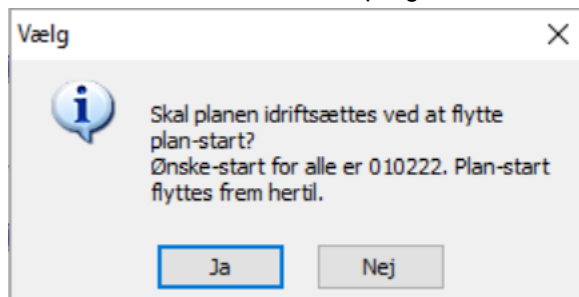 Vælg
Skal planen idriftsættes ved at flytte
plan-start?
Ønske-start for alle er 010222. Plan-start
flyttes frem hertil.
Ja
Nej